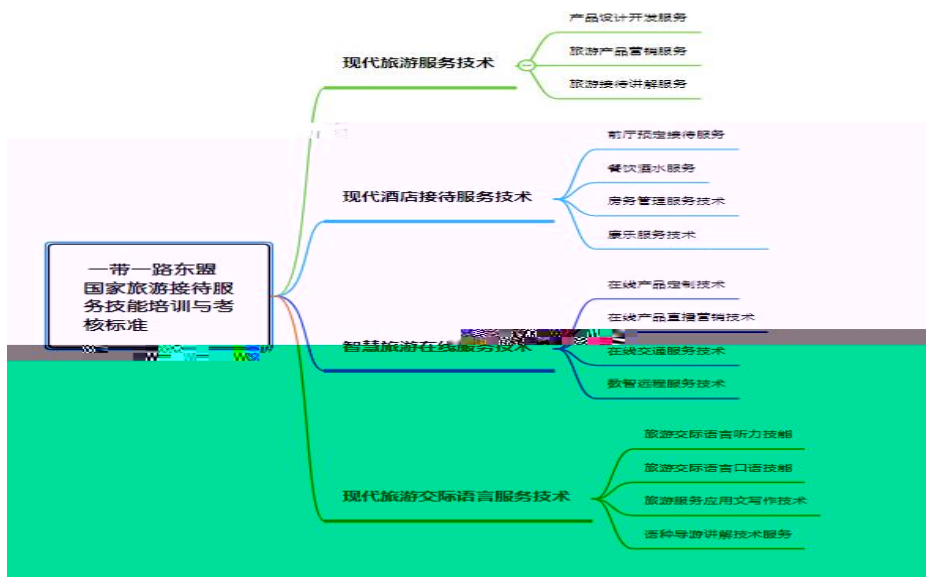 一带一路东盟
国家旅游接待服
务技能培训与考
核标准
现代旅游服务技术
产品设计开发服务
旅游产品营销服务
旅游接待讲解服务
现代酒店接待服务技术
前厅预定接待服务
餐饮酒水服务
房务管理服务技术
康乐服务技术
智慧旅游在线服务技术
在线产品定制技术
在线产品直播营销技术
在线交通服务技术
数智远程服务技术
现代旅游交际语言服务技术
旅游交际语言听力技能
旅游交际语言口语技能
旅游服务应用文写作技术
语种导游讲解技术服务